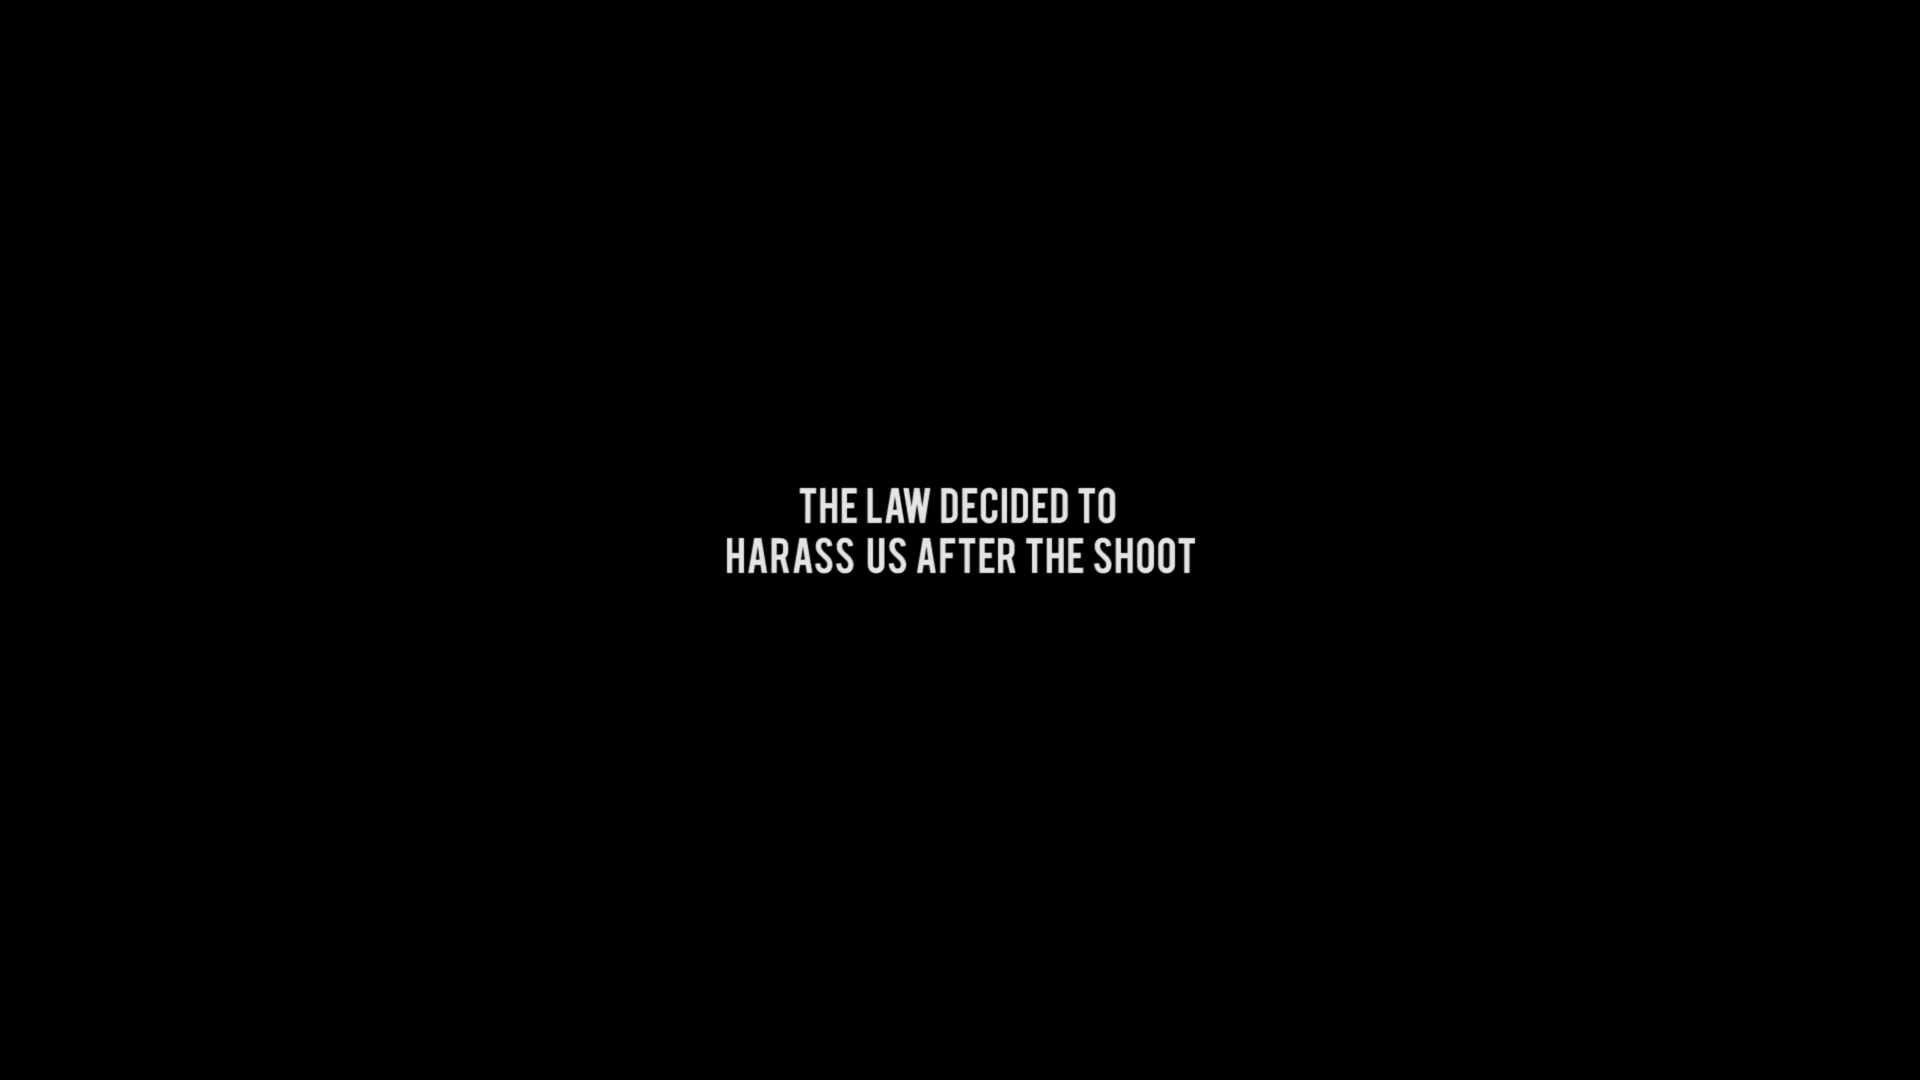 THE LAW DECIDED TO
HARASS US AFTER THE SHOOT